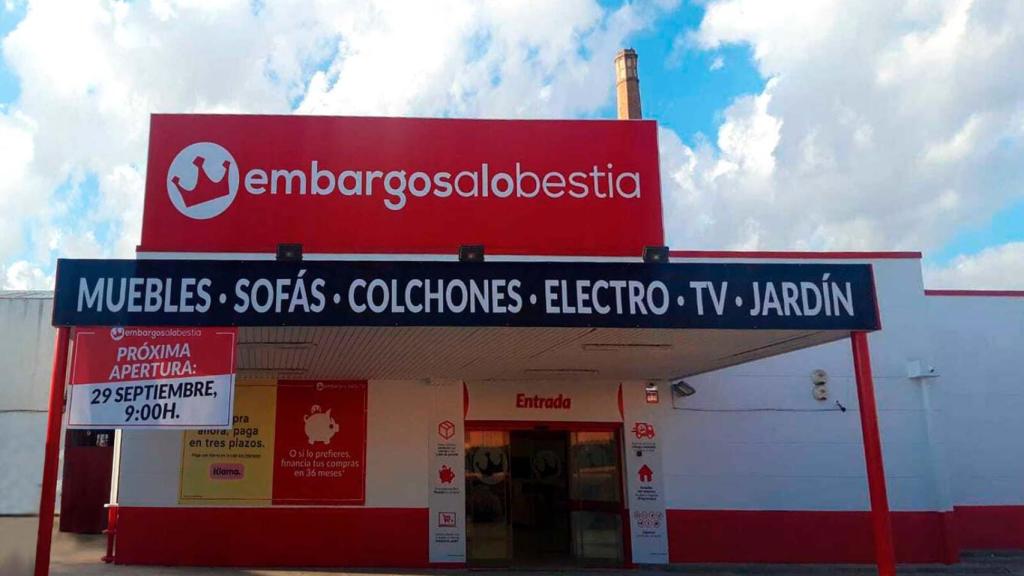 embargosalobestia
MUEBLES · SOFÁS · COLCHONES · ELECTRO · TV · JARDÍN
embargosalobestia
PRÓXIMA
APERTURA:
29 SEPTIEMBRE,
9:00H.
ahora, paga
en tres plazos.
Klarna.
O si lo prefieres,
financia tus compras
en 36 meses*
Entrada